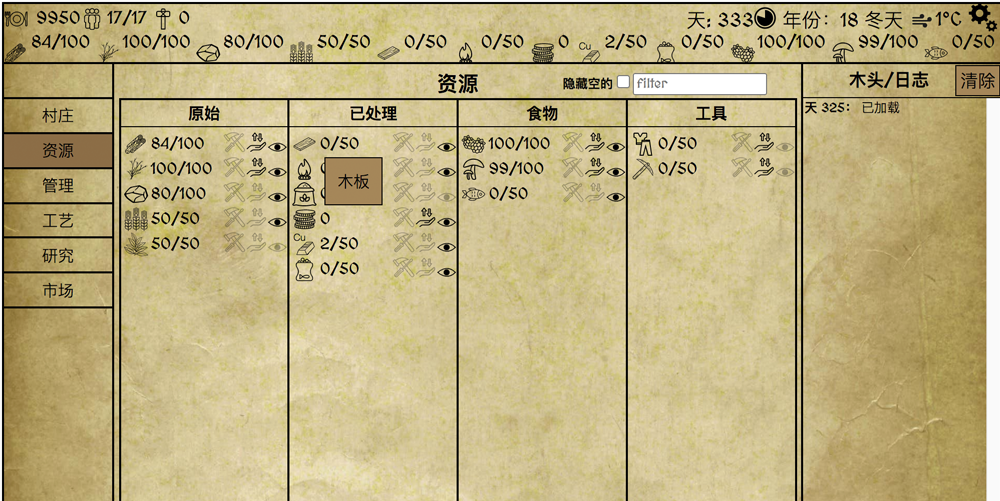 9950 17/17 0 天: 333 年份: 18 冬天 1°C
84/100 100/100 80/100 50/50 0/50 0/50 0 Cu 2/50 0/50 100/100 99/100 0/50
资源 隐藏空的 filter
木头/日志 清除
村庄
资源
管理
工艺
研究
市场
原始
84/100
100/100
80/100
50/50
50/50
已处理
0/50
木板
0
Cu 2/50
0/50
食物
100/100
99/100
0/50
工具
0/50
0/50
天 325: 已加载